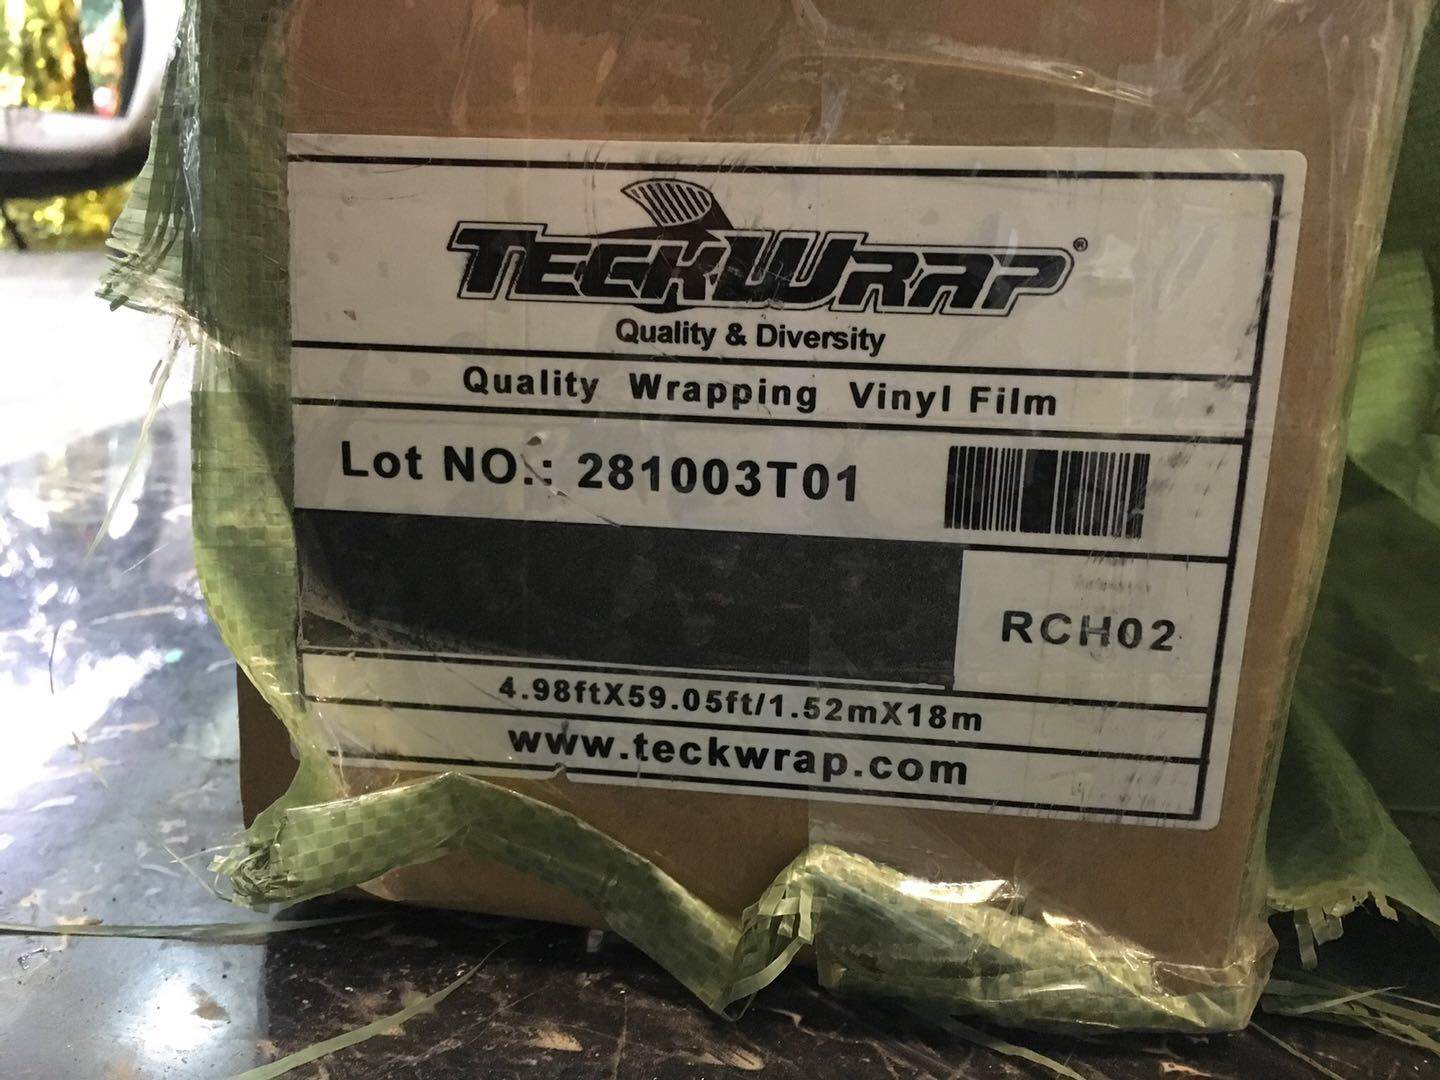 TECKWRAP®
Quality & Diversity
Quality Wrapping Vinyl Film
Lot NO.: 281003T01
RCH02
4.98ftX59.05ft/1.52mX18m
www.teckwrap.com